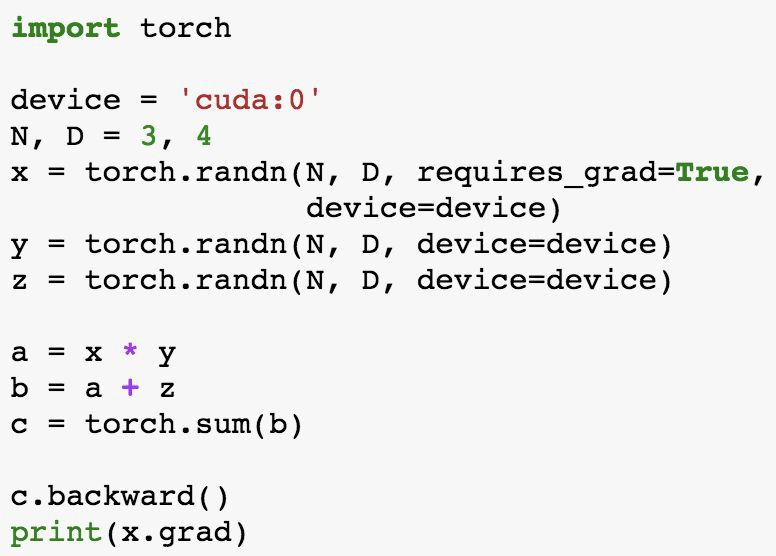 import torch

device = 'cuda:0'
N, D = 3, 4
x = torch.randn(N, D, requires_grad=True,
                device=device)
y = torch.randn(N, D, device=device)
z = torch.randn(N, D, device=device)

a = x * y
b = a + z
c = torch.sum(b)

c.backward()
print(x.grad)